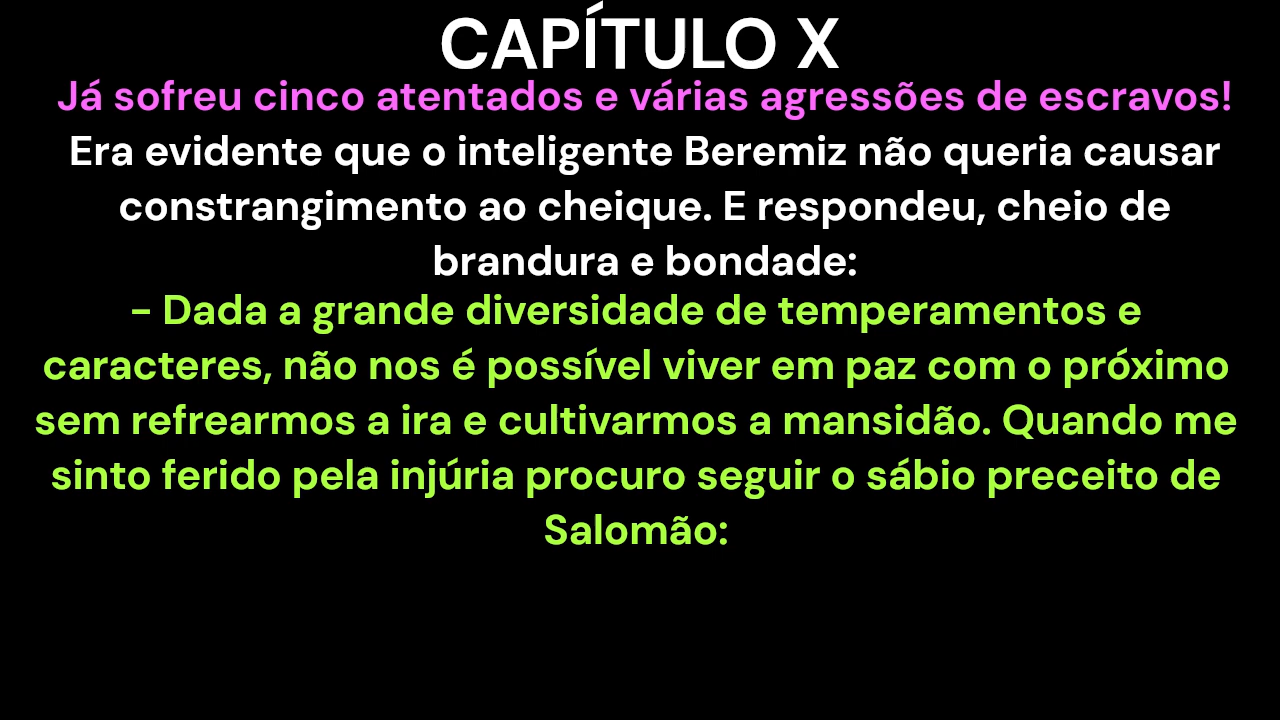 CAPÍTULO X
Já sofreu cinco atentados e várias agressões de escravos!
Era evidente que o inteligente Beremiz não queria causar
constrangimento ao cheique. E respondeu, cheio de
brandura e bondade:
– Dada a grande diversidade de temperamentos e
caracteres, não nos é possível viver em paz com o próximo
sem refrearmos a ira e cultivarmos a mansidão. Quando me
sinto ferido pela injúria procuro seguir o sábio preceito de
Salomão: